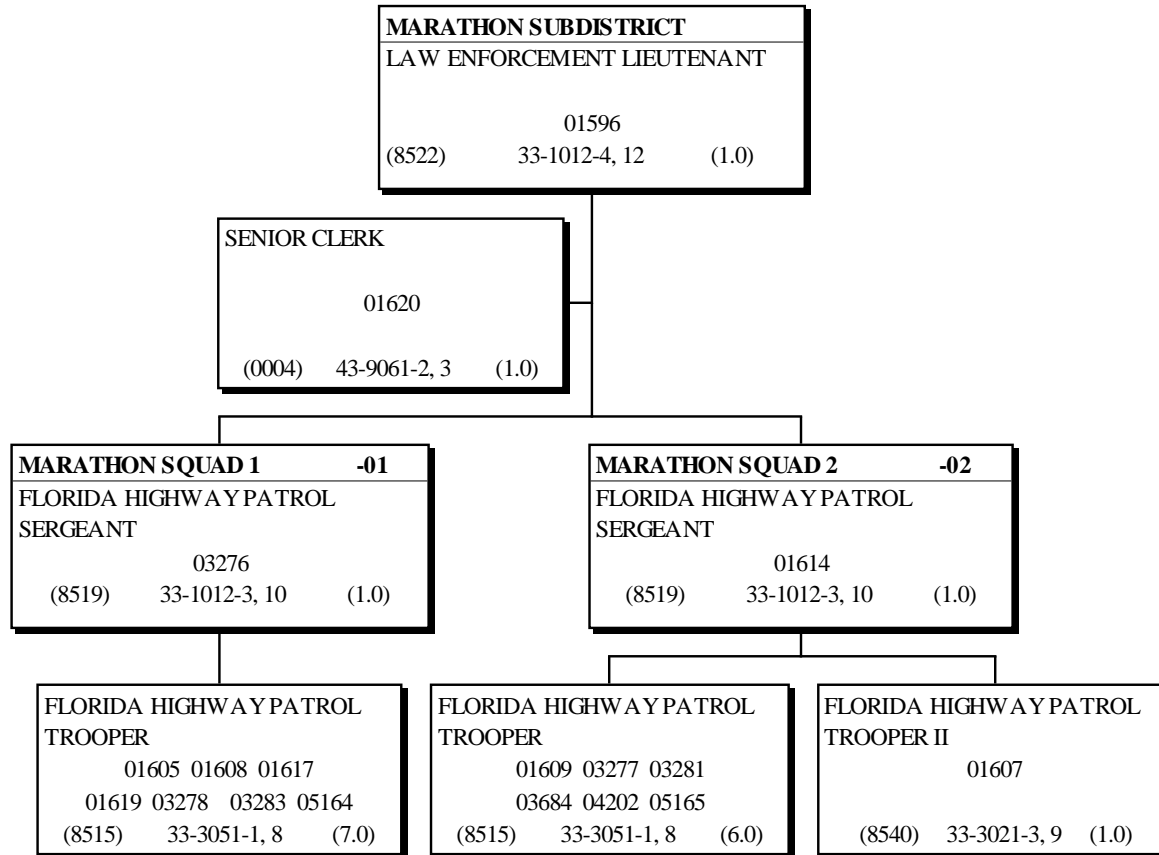 MARATHON SUBDISTRICT
LAW ENFORCEMENT LIEUTENANT
01596
(8522) 33-1012-4, 12 (1.0)
SENIOR CLERK
01620
(0004) 43-9061-2, 3 (1.0)
MARATHON SQUAD 1 -01
FLORIDA HIGHWAY PATROL
SERGEANT
03276
(8519) 33-1012-3, 10 (1.0)
MARATHON SQUAD 2 -02
FLORIDA HIGHWAY PATROL
SERGEANT
01614
(8519) 33-1012-3, 10 (1.0)
FLORIDA HIGHWAY PATROL
TROOPER
01605 01608 01617
01619 03278 03283 05164
(8515) 33-3051-1, 8 (7.0)
FLORIDA HIGHWAY PATROL
TROOPER
01609 03277 03281
03684 04202 05165
(8515) 33-3051-1, 8 (6.0)
FLORIDA HIGHWAY PATROL
TROOPER II
01607
(8540) 33-3021-3, 9 (1.0)